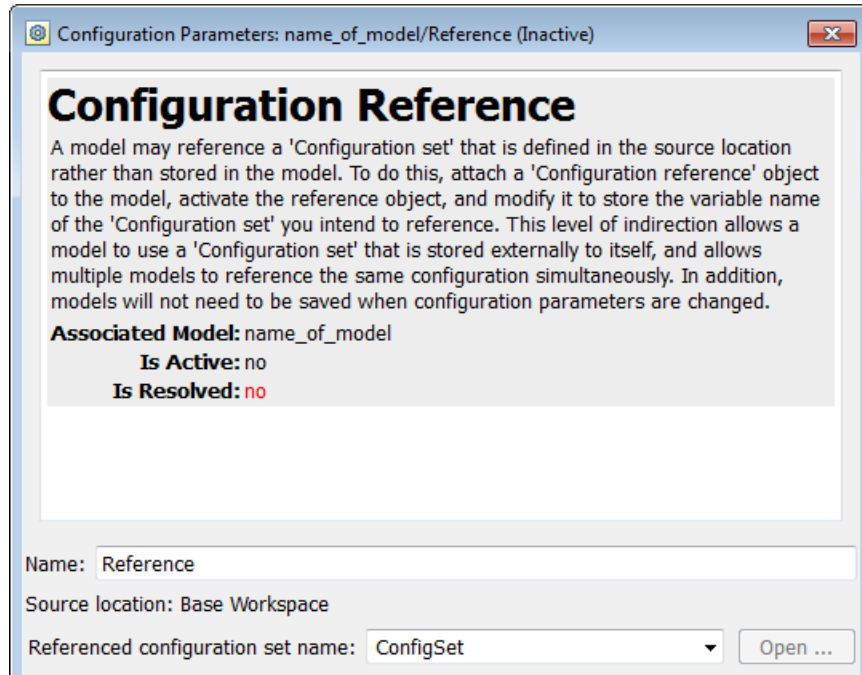 Configuration Parameters: name_of_model/Reference (Inactive)
Configuration Reference
A model may reference a 'Configuration set' that is defined in the source location
rather than stored in the model. To do this, attach a 'Configuration reference' object
to the model, activate the reference object, and modify it to store the variable name
of the 'Configuration set' you intend to reference. This level of indirection allows a
model to use a 'Configuration set' that is stored externally to itself, and allows
multiple models to reference the same configuration simultaneously. In addition,
models will not need to be saved when configuration parameters are changed.
Associated Model: name_of_model
Is Active: no
Is Resolved: no
Name: Reference
Source location: Base Workspace
Referenced configuration set name: ConfigSet Open ...